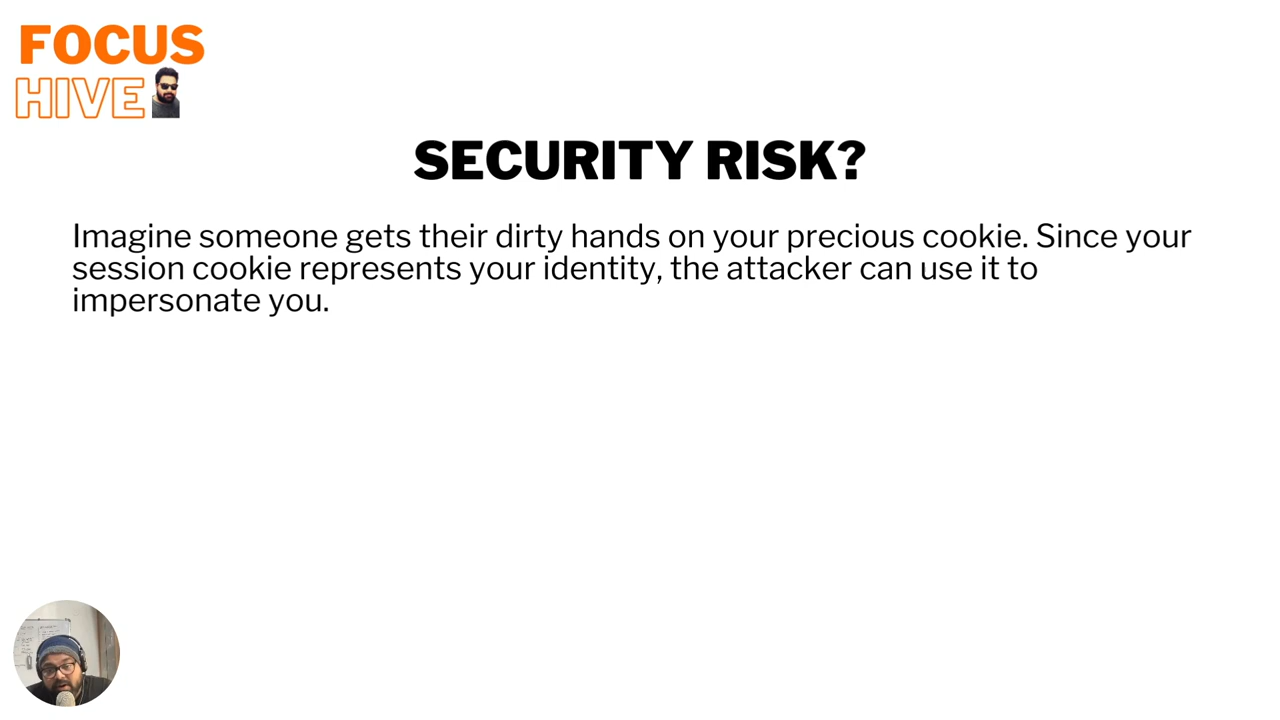 FOCUS
HIVE
SECURITY RISK?
Imagine someone gets their dirty hands on your precious cookie. Since your
session cookie represents your identity, the attacker can use it to
impersonate you.